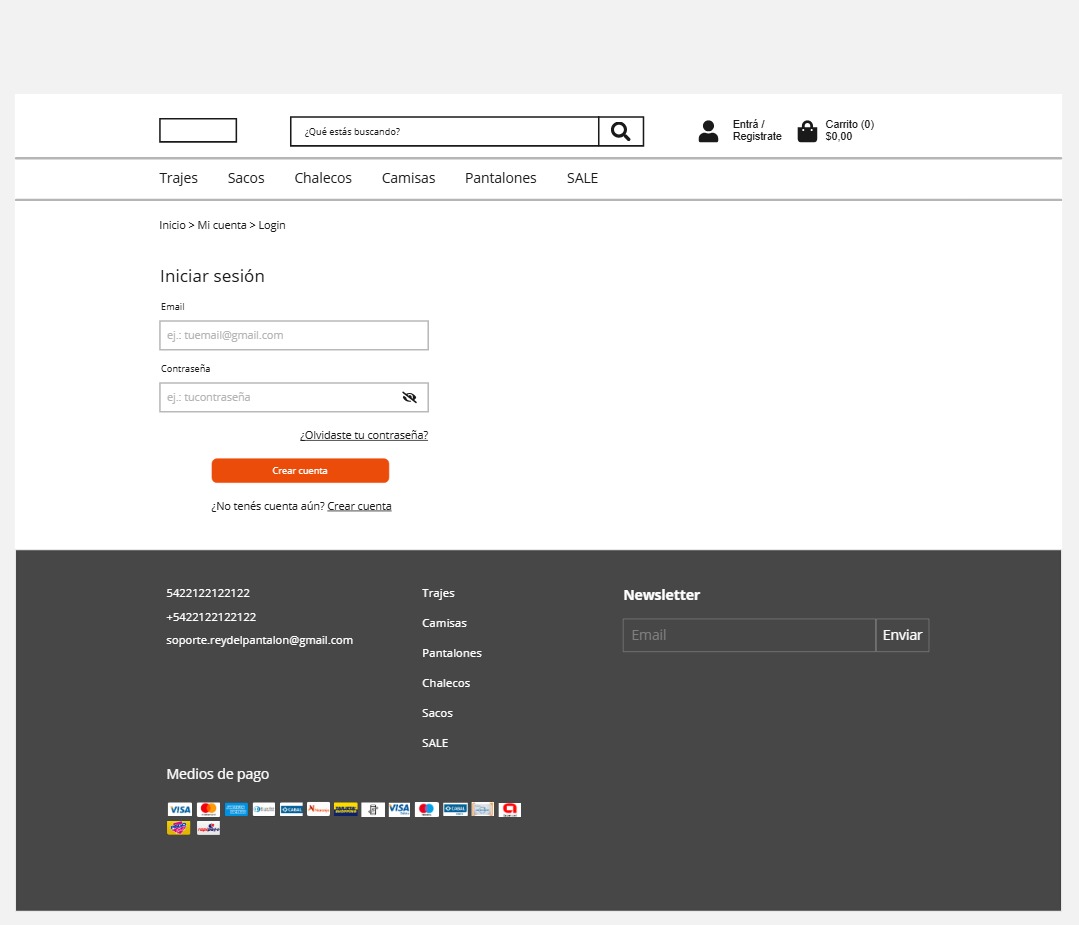 ¿Qué estás buscando?
Entrá /
Registrate
Carrito (0)
$0,00
Trajes Sacos Chalecos Camisas Pantalones SALE
Inicio > Mi cuenta > Login
Iniciar sesión
Email
ej.: tuemail@gmail.com
Contraseña
ej.: tucontraseña
¿Olvidaste tu contraseña?
Crear cuenta
¿No tenés cuenta aún? Crear cuenta
5422122122122
+5422122122122
soporte.reydelpantalon@gmail.com
Trajes
Camisas
Pantalones
Chalecos
Sacos
SALE
Newsletter
Email Enviar
Medios de pago
VISA CABAL VISA CABAL